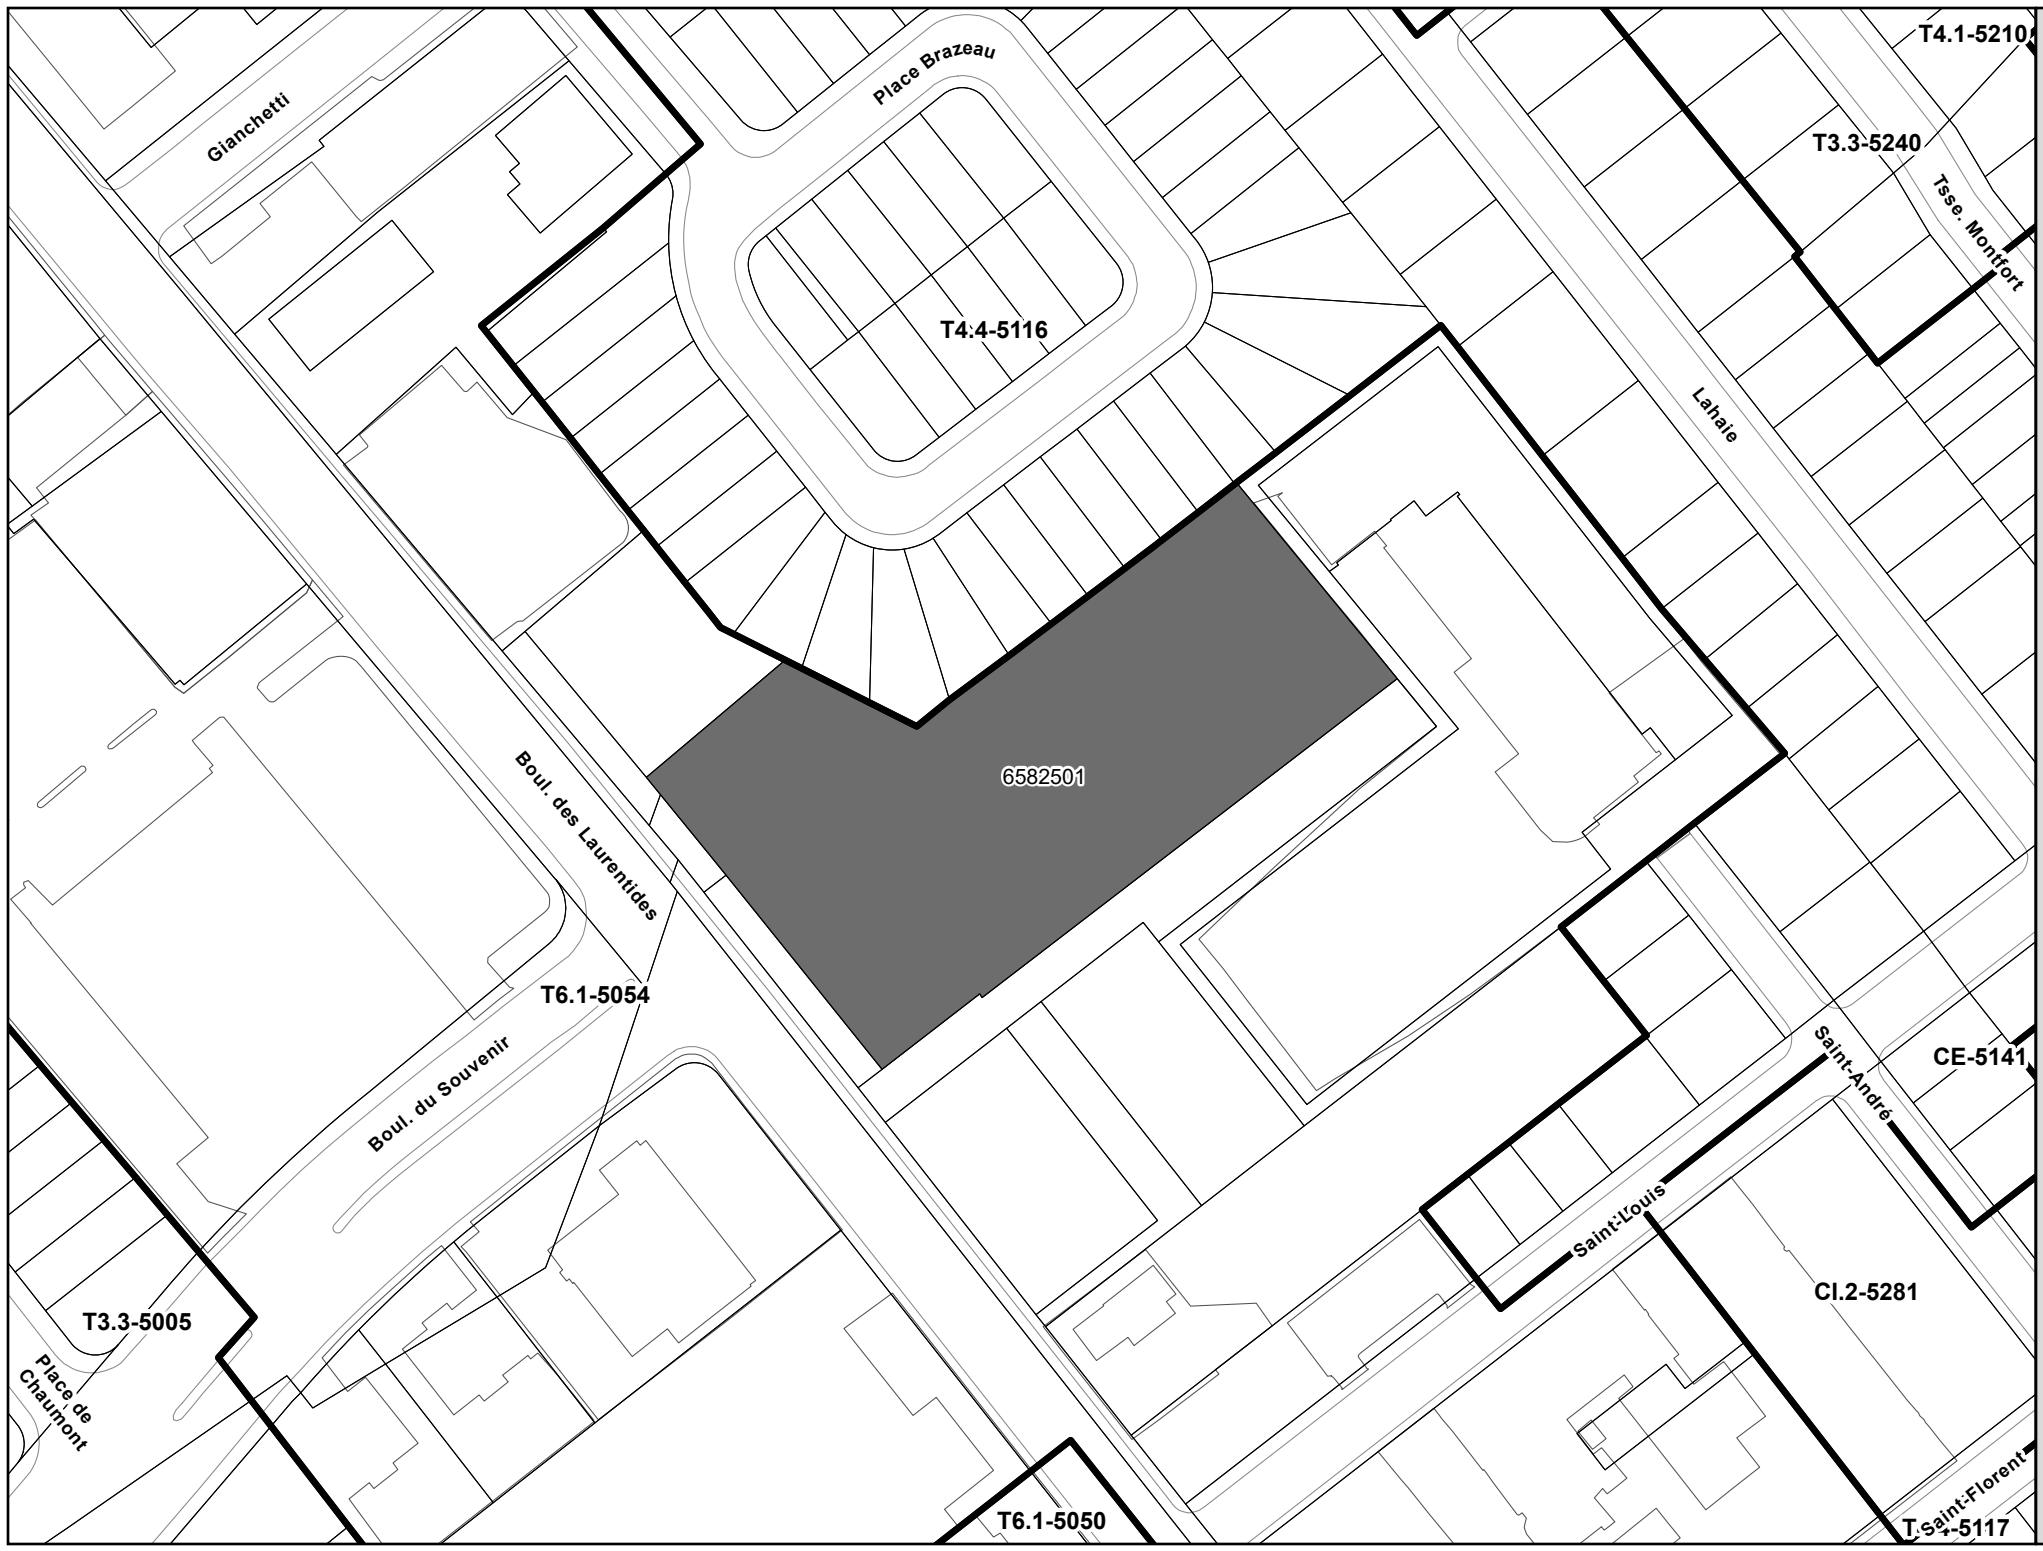 T4.1-5210
Place Brazeau
Gianchetti
T3.3-5240
Tsse. Montfort
T4.4-5116
Lahaie
6582501
Boul. des Laurentides
T6.1-5054
Boul. du Souvenir
Saint-André
CE-5141
Saint-Louis
CI.2-5281
T3.3-5005
Place de
Chaumont
Saint-Florent
T6.1-5050